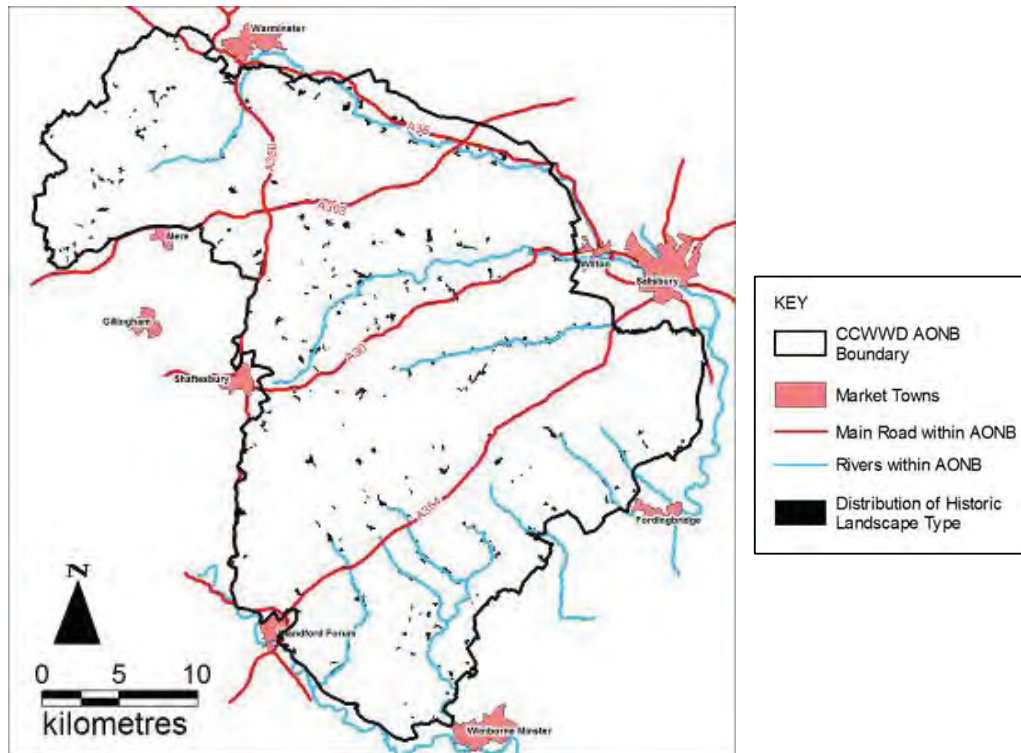 Warminster
A36
A350
A303
Mere
Wilton
Salisbury
Gillingham
A30
Shaftesbury
Fordingbridge
A354
Blandford Forum
Wimborne Minster
N
0 5 10
kilometres
KEY
CCWWD AONB
Boundary
Market Towns
Main Road within AONB
Rivers within AONB
Distribution of Historic
Landscape Type